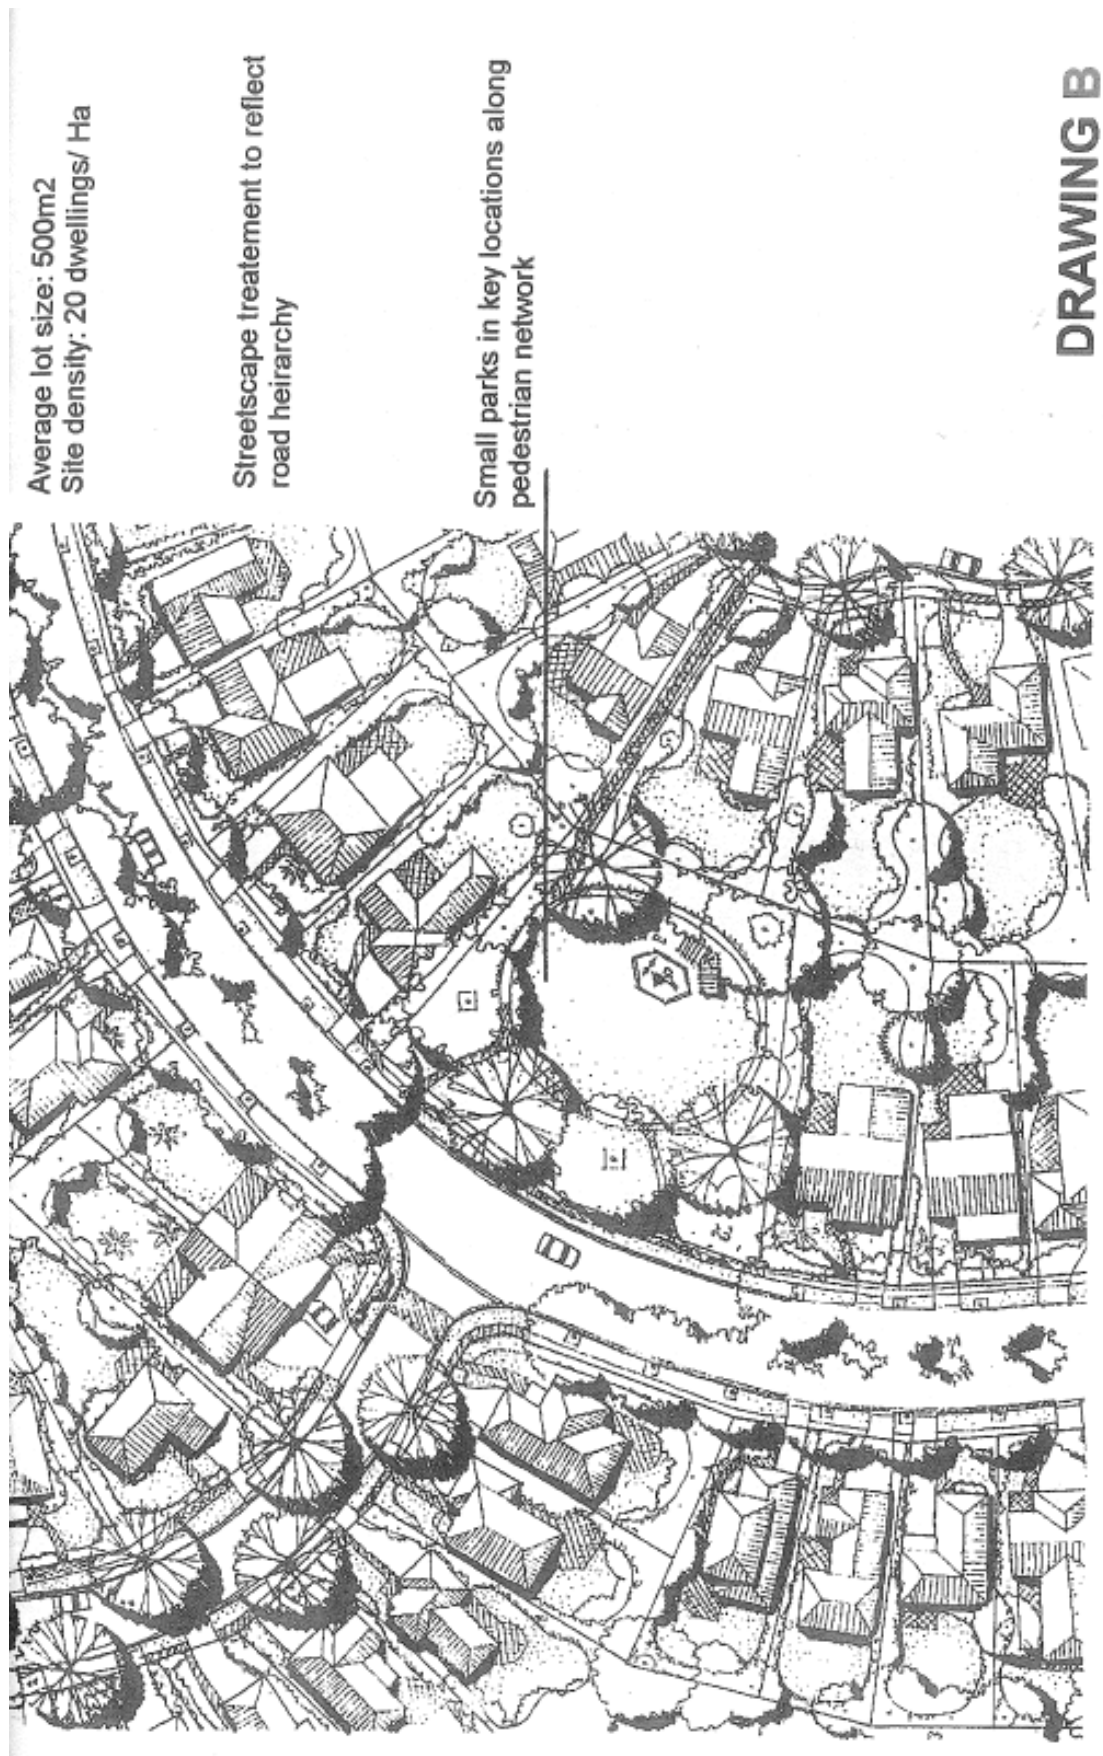 Average lot size: 500m2
Site density: 20 dwellings/ Ha
Streetscape treatement to reflect
road heirarchy
Small parks in key locations along
pedestrian network
DRAWING B